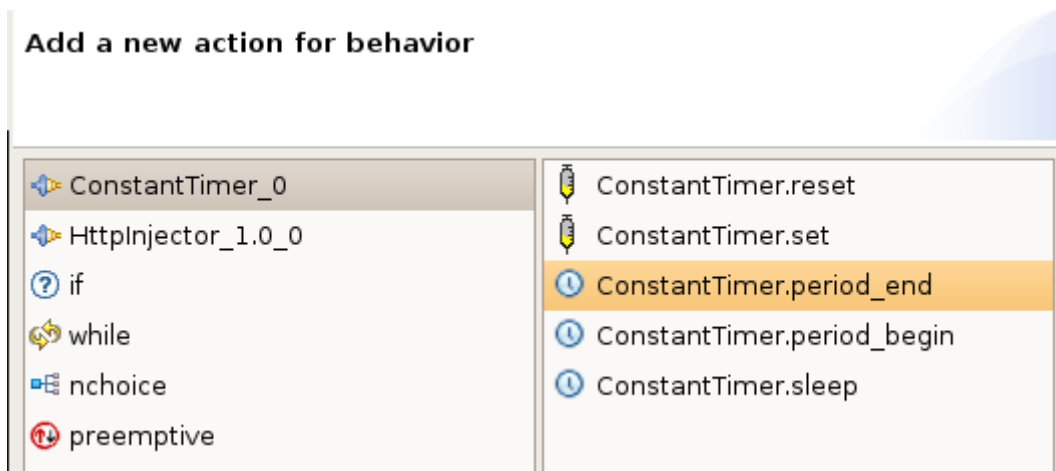 Add a new action for behavior
ConstantTimer_0
HttpInjector_1.0_0
if
while
nchoice
preemptive
ConstantTimer.reset
ConstantTimer.set
ConstantTimer.period_end
ConstantTimer.period_begin
ConstantTimer.sleep